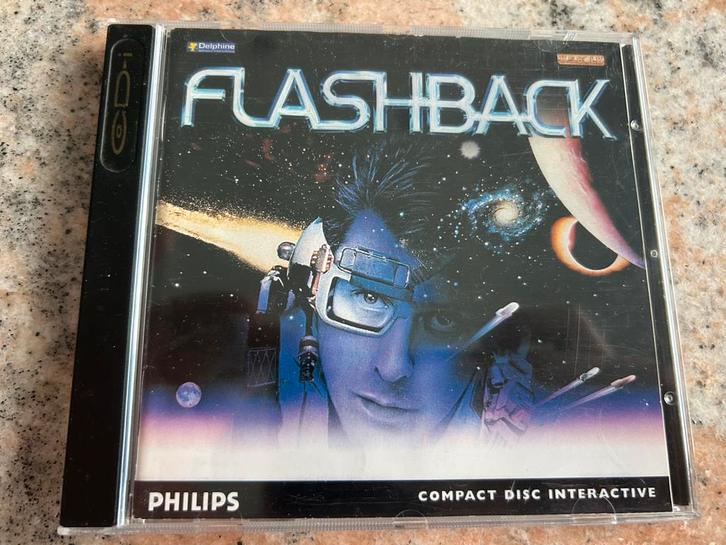 Delphine
FLASHBACK
CD-i
PHILIPS
COMPACT DISC INTERACTIVE